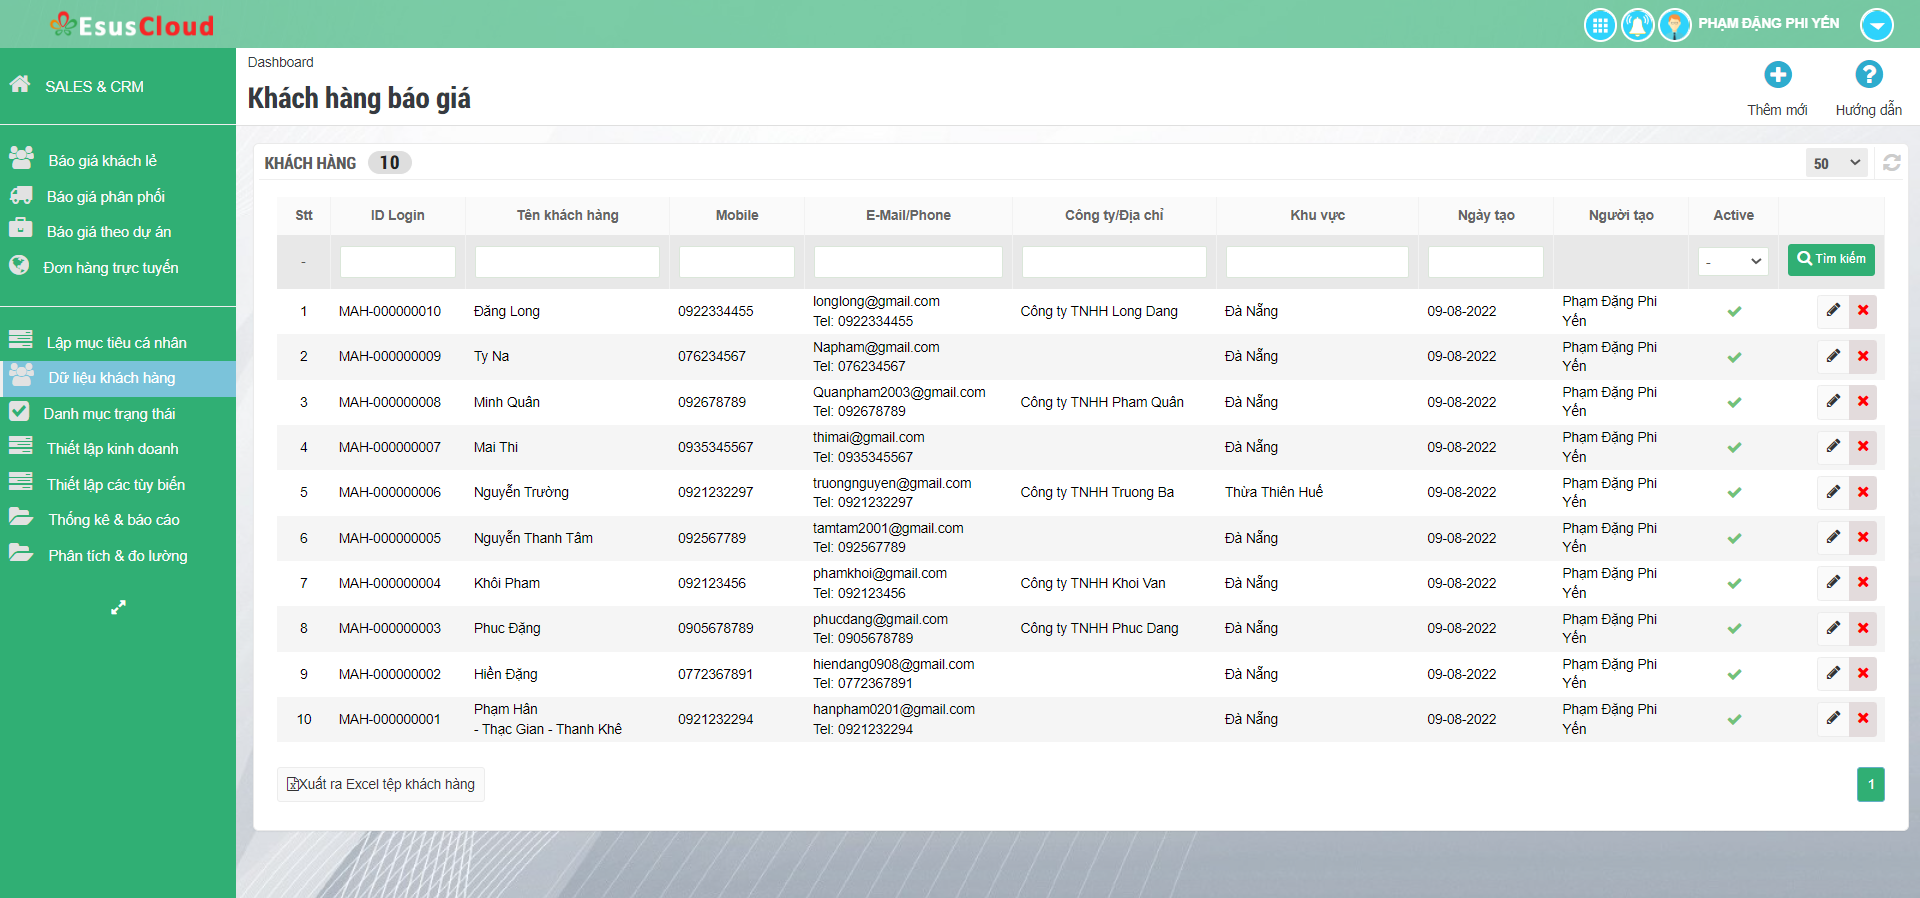 EsusCloud
PHẠM ĐẶNG PHI YẾN
SALES & CRM
Báo giá khách lẻ
Báo giá phân phối
Báo giá theo dự án
Đơn hàng trực tuyến
Lập mục tiêu cá nhân
Dữ liệu khách hàng
Danh mục trạng thái
Thiết lập kinh doanh
Thiết lập các tùy biến
Thống kê & báo cáo
Phân tích & đo lường
Dashboard
Khách hàng báo giá
Thêm mới
Hướng dẫn
KHÁCH HÀNG 10
50
Stt ID Login Tên khách hàng Mobile E-Mail/Phone Công ty/Địa chỉ Khu vực Ngày tạo Người tạo Active
- - Tìm kiếm
1 MAH-000000010 Đăng Long 0922334455 longlong@gmail.com Công ty TNHH Long Dang Đà Nẵng 09-08-2022 Phạm Đặng Phi
Tel: 0922334455 Yến
2 MAH-000000009 Ty Na 076234567 Napham@gmail.com Đà Nẵng 09-08-2022 Phạm Đặng Phi
Tel: 076234567 Yến
3 MAH-000000008 Minh Quân 092678789 Quanpham2003@gmail.com Công ty TNHH Pham Quân Đà Nẵng 09-08-2022 Phạm Đặng Phi
Tel: 092678789 Yến
4 MAH-000000007 Mai Thi 0935345567 thimai@gmail.com Đà Nẵng 09-08-2022 Phạm Đặng Phi
Tel: 0935345567 Yến
5 MAH-000000006 Nguyễn Trường 0921232297 truongnguyen@gmail.com Công ty TNHH Truong Ba Thừa Thiên Huế 09-08-2022 Phạm Đặng Phi
Tel: 0921232297 Yến
6 MAH-000000005 Nguyễn Thanh Tâm 092567789 tamtam2001@gmail.com Đà Nẵng 09-08-2022 Phạm Đặng Phi
Tel: 092567789 Yến
7 MAH-000000004 Khôi Pham 092123456 phamkhoi@gmail.com Công ty TNHH Khoi Van Đà Nẵng 09-08-2022 Phạm Đặng Phi
Tel: 092123456 Yến
8 MAH-000000003 Phuc Đặng 0905678789 phucdang@gmail.com Công ty TNHH Phuc Dang Đà Nẵng 09-08-2022 Phạm Đặng Phi
Tel: 0905678789 Yến
9 MAH-000000002 Hiền Đặng 0772367891 hiendang0908@gmail.com Đà Nẵng 09-08-2022 Phạm Đặng Phi
Tel: 0772367891 Yến
10 MAH-000000001 Phạm Hân 0921232294 hanpham0201@gmail.com Đà Nẵng 09-08-2022 Phạm Đặng Phi
- Thạc Gian - Thanh Khê Tel: 0921232294 Yến
Xuất ra Excel tệp khách hàng
1